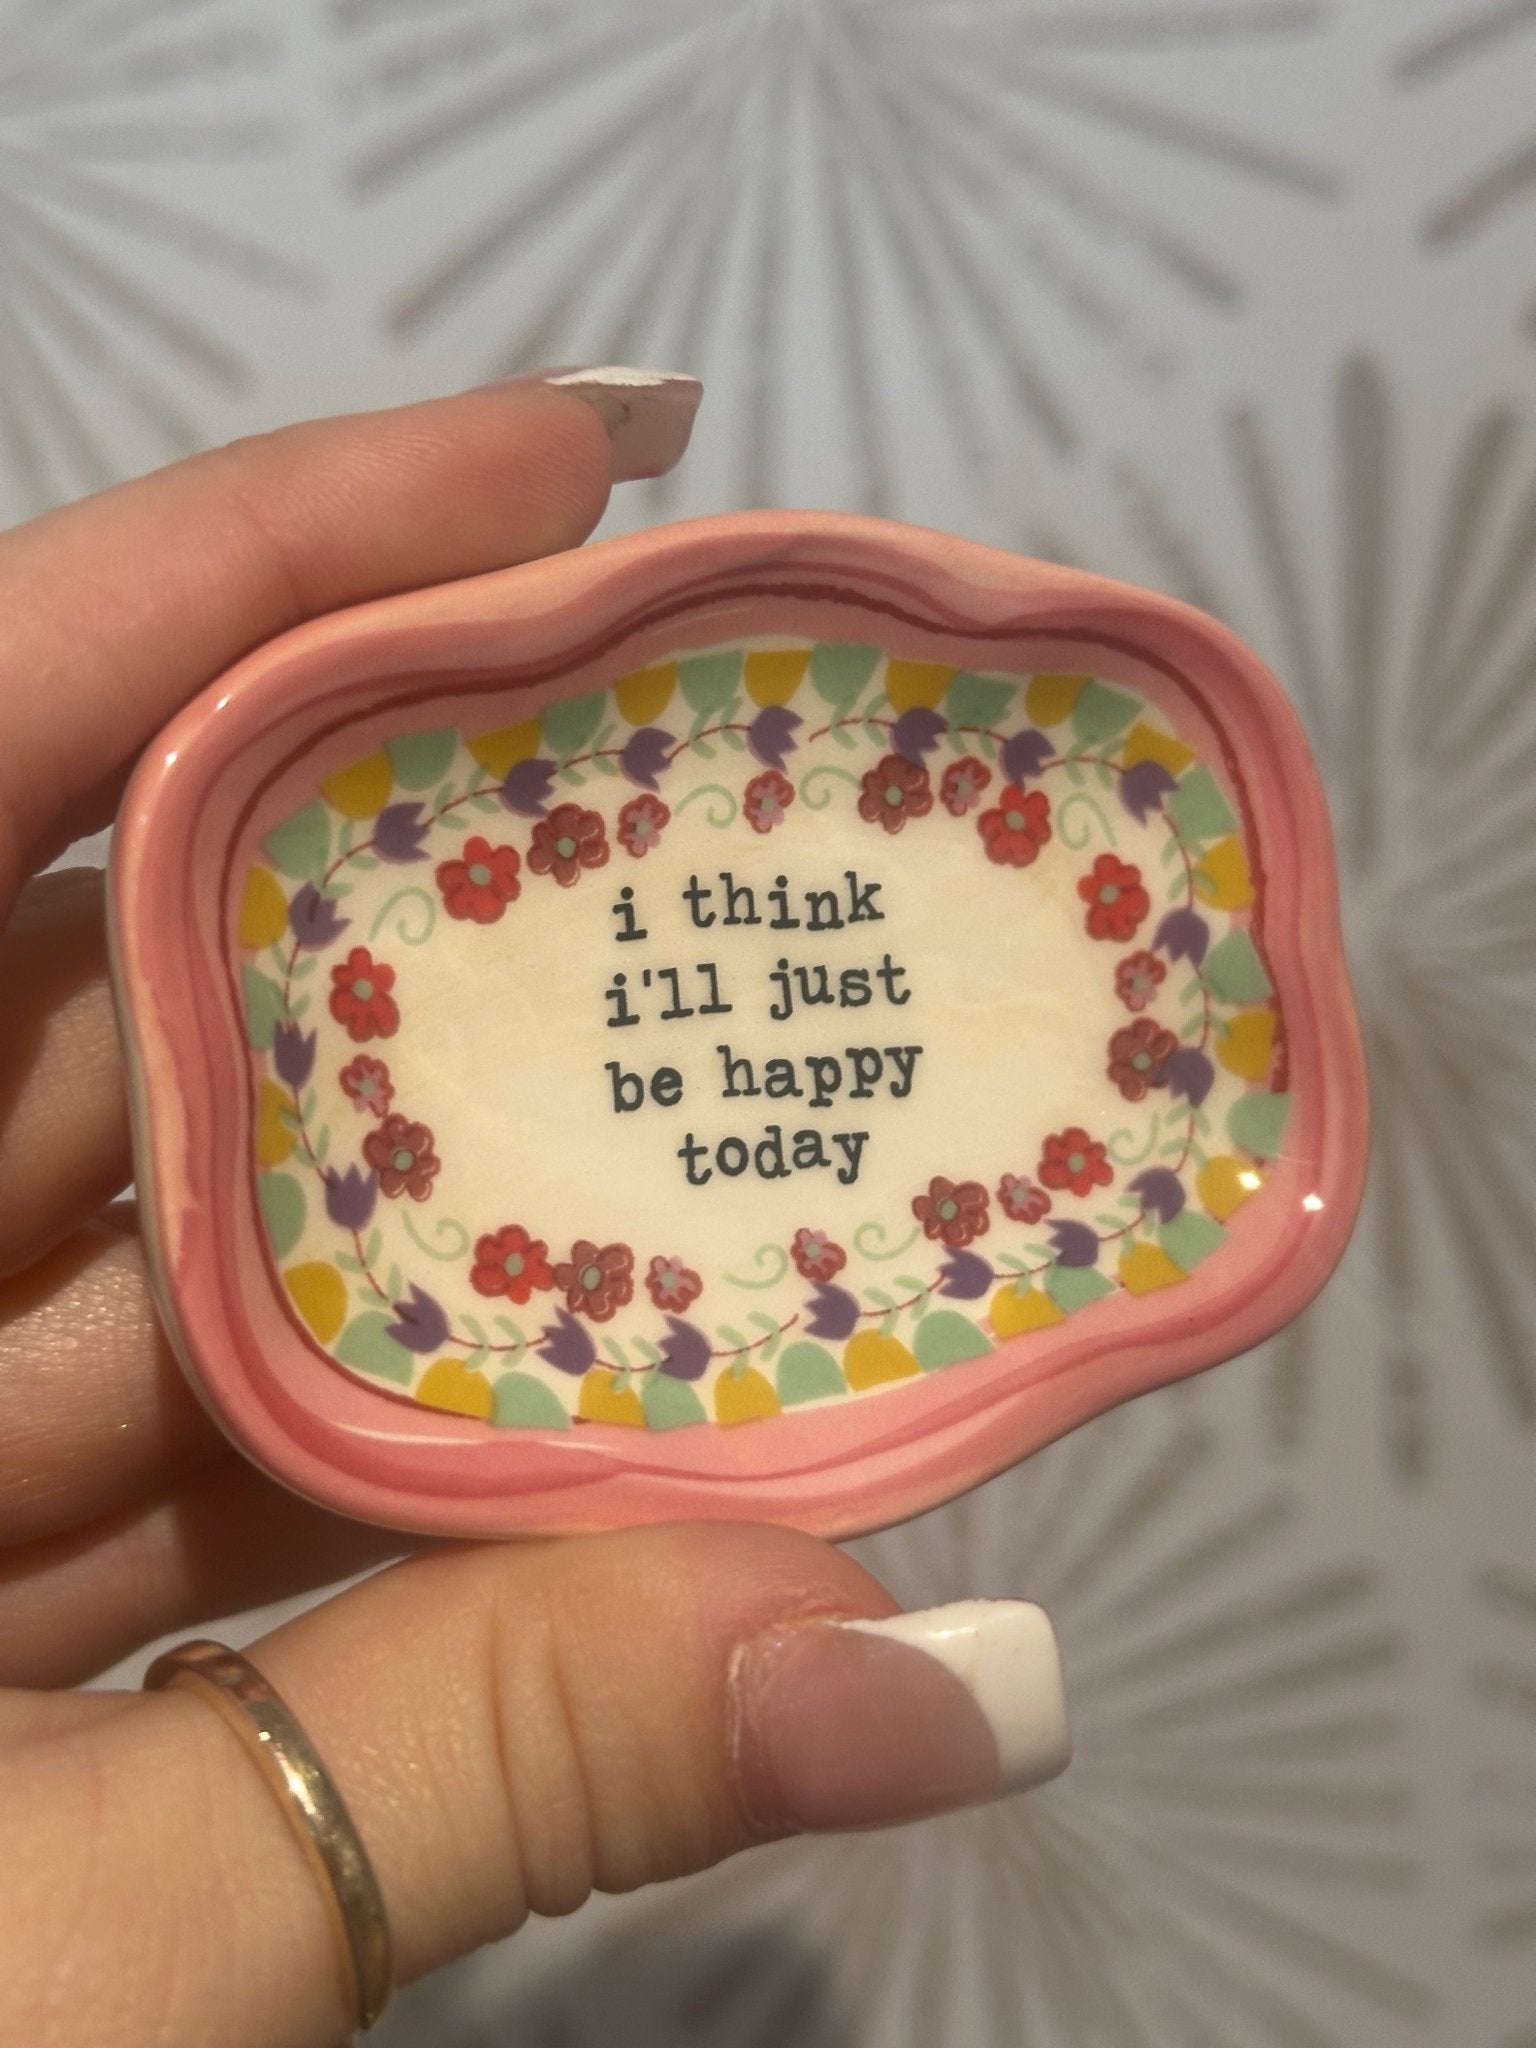 i think
i'll just
be happy
today